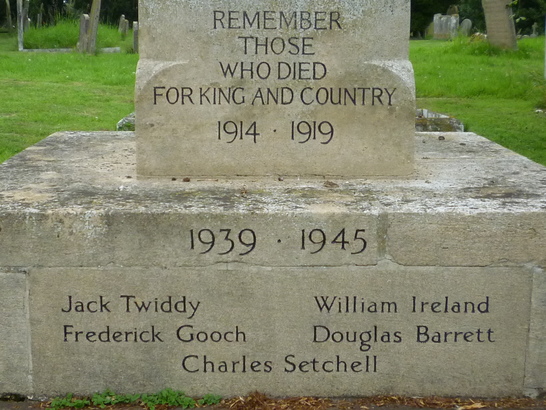 REMEMBER
THOSE
WHO DIED
FOR KING AND COUNTRY
1914 · 1919
1939 · 1945
Jack Twiddy William Ireland
Frederick Gooch Douglas Barrett
Charles Setchell